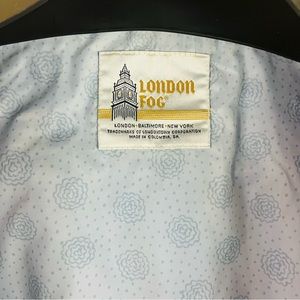 LONDON
FOG®
LONDON · BALTIMORE · NEW YORK
TRADEMARKS OF LONDONTOWN CORPORATION
MADE IN COLOMBIA, SA.